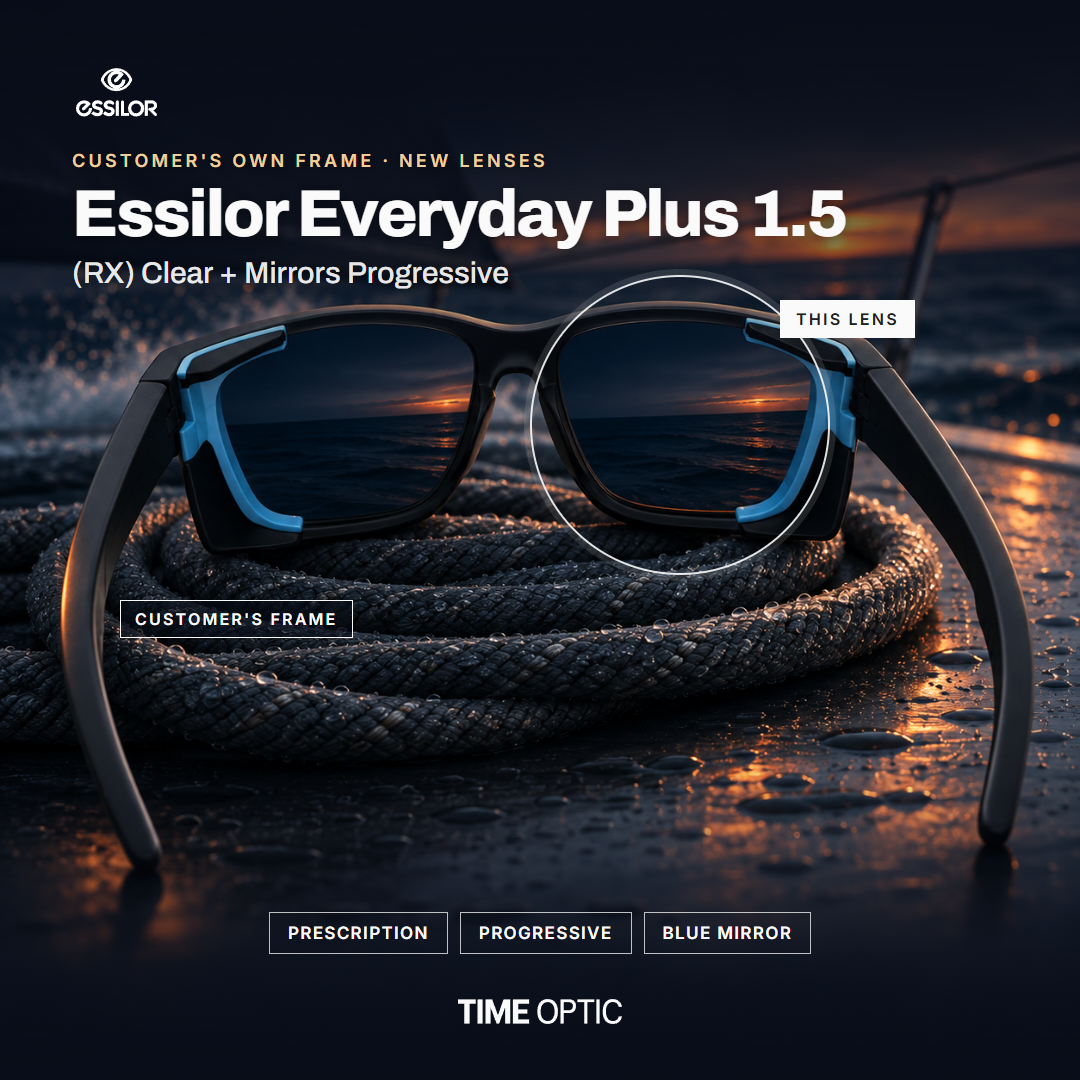 essilor
CUSTOMER'S OWN FRAME · NEW LENSES
Essilor Everyday Plus 1.5
(RX) Clear + Mirrors Progressive
THIS LENS
CUSTOMER'S FRAME
PRESCRIPTION
PROGRESSIVE
BLUE MIRROR
TIME OPTIC